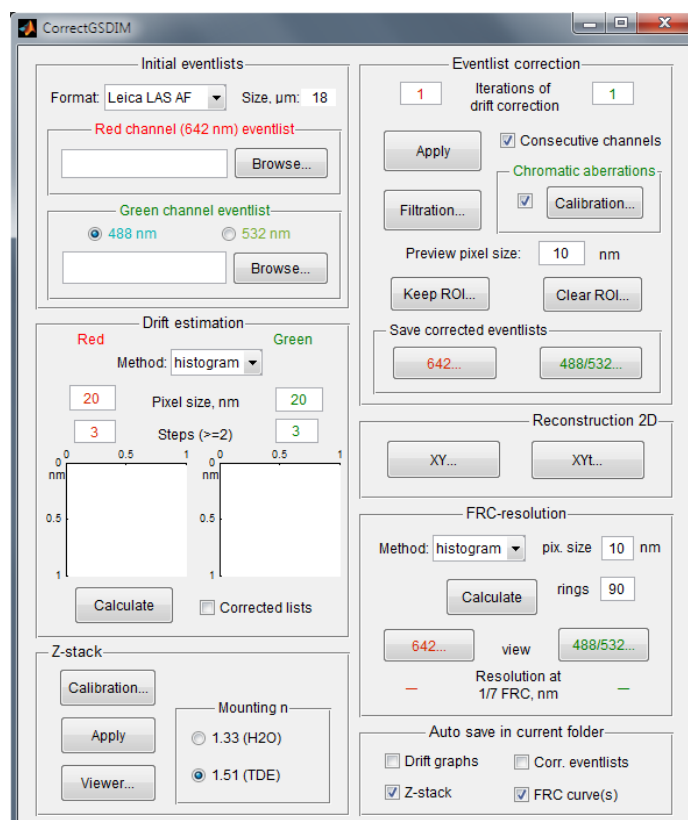 CorrectGSDIM
Initial eventlists
Format: Leica LAS AF Size, µm: 18
Red channel (642 nm) eventlist
Browse...
Green channel eventlist
488 nm 532 nm
Browse...
Drift estimation
Red Green
Method: histogram
20 Pixel size, nm 20
3 Steps (>=2) 3
0 0.5 1 0 0.5 1
0 0
nm nm
0.5 0.5
1 1
Calculate Corrected lists
Z-stack
Calibration...
Apply
Viewer...
Mounting n
1.33 (H2O)
1.51 (TDE)
Eventlist correction
1 Iterations of 1
drift correction
Apply Consecutive channels
Chromatic aberrations
Filtration... Calibration...
Preview pixel size: 10 nm
Keep ROI... Clear ROI...
Save corrected eventlists
642... 488/532...
Reconstruction 2D
XY... XYt...
FRC-resolution
Method: histogram pix. size 10 nm
Calculate rings 90
642... view 488/532...
– Resolution at –
1/7 FRC, nm
Auto save in current folder
Drift graphs Corr. eventlists
Z-stack FRC curve(s)